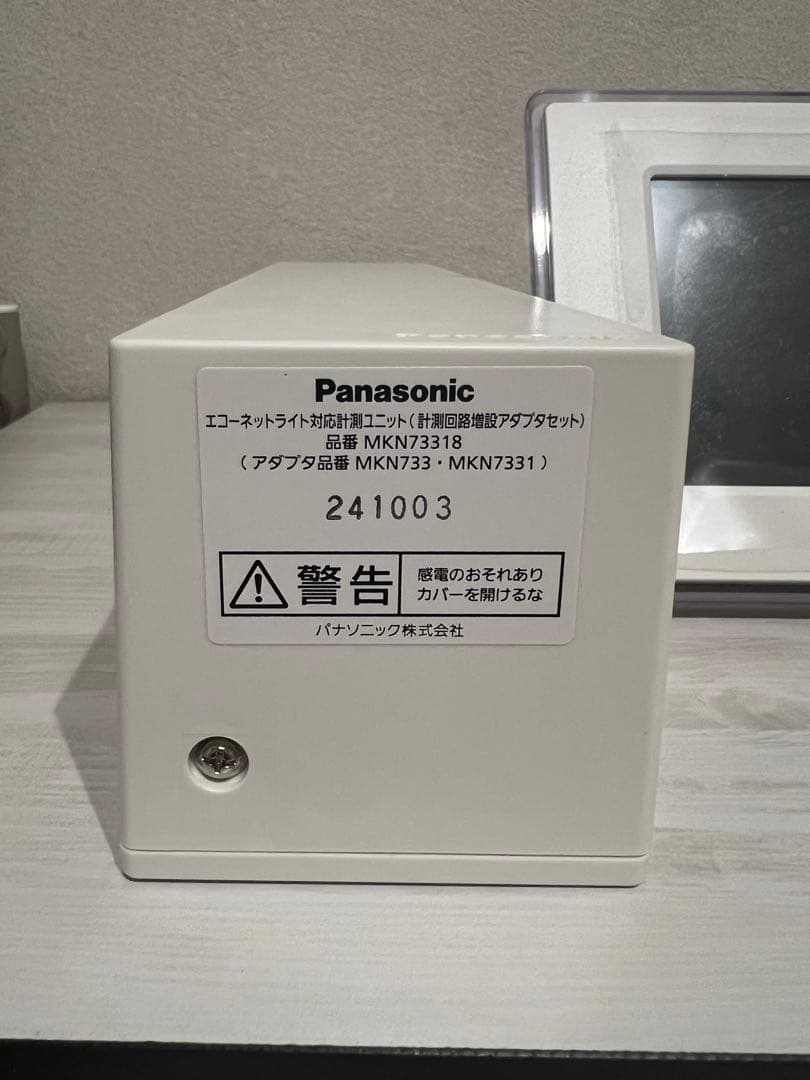 Panasonic
エコーネットライト対応計測ユニット(計測回路増設アダプタセット)
品番 MKN73318
(アダプタ品番 MKN733・MKN7331)
241003
警告
感電のおそれあり
カバーを開けるな
パナソニック株式会社